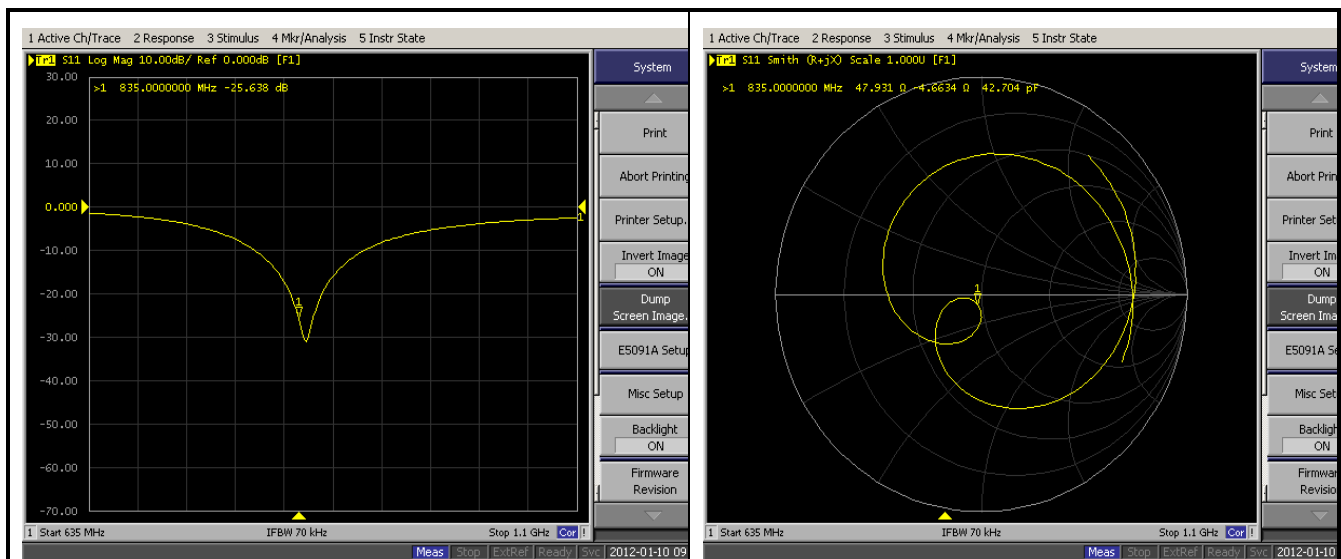 1 Active Ch/Trace 2 Response 3 Stimulus 4 Mkr/Analysis 5 Instr State
Tr1 S11 Log Mag 10.00dB/ Ref 0.000dB [F1]
>1 835.0000000 MHz -25.638 dB
30.00
20.00
10.00
0.000
-10.00
-20.00
-30.00
-40.00
-50.00
-60.00
-70.00
1
1
System
Print
Abort Printing
Printer Setup.
Invert Image
ON
Dump
Screen Image.
E5091A Setup
Misc Setup
Backlight
ON
Firmware
Revision
1 Start 635 MHz IFBW 70 kHz Stop 1.1 GHz Cor !
Meas Stop ExtRef Ready Svc 2012-01-10 09
1 Active Ch/Trace 2 Response 3 Stimulus 4 Mkr/Analysis 5 Instr State
Tr1 S11 Smith (R+jX) Scale 1.000U [F1]
>1 835.0000000 MHz 47.931 Ω -4.6634 Ω 42.704 pF
1
System
Print
Abort Prin
Printer Set
Invert Im
ON
Dump
Screen Ima
E5091A Se
Misc Set
Backligh
ON
Firmwar
Revisio
1 Start 635 MHz IFBW 70 kHz Stop 1.1 GHz Cor !
Meas Stop ExtRef Ready Svc 2012-01-10 09: